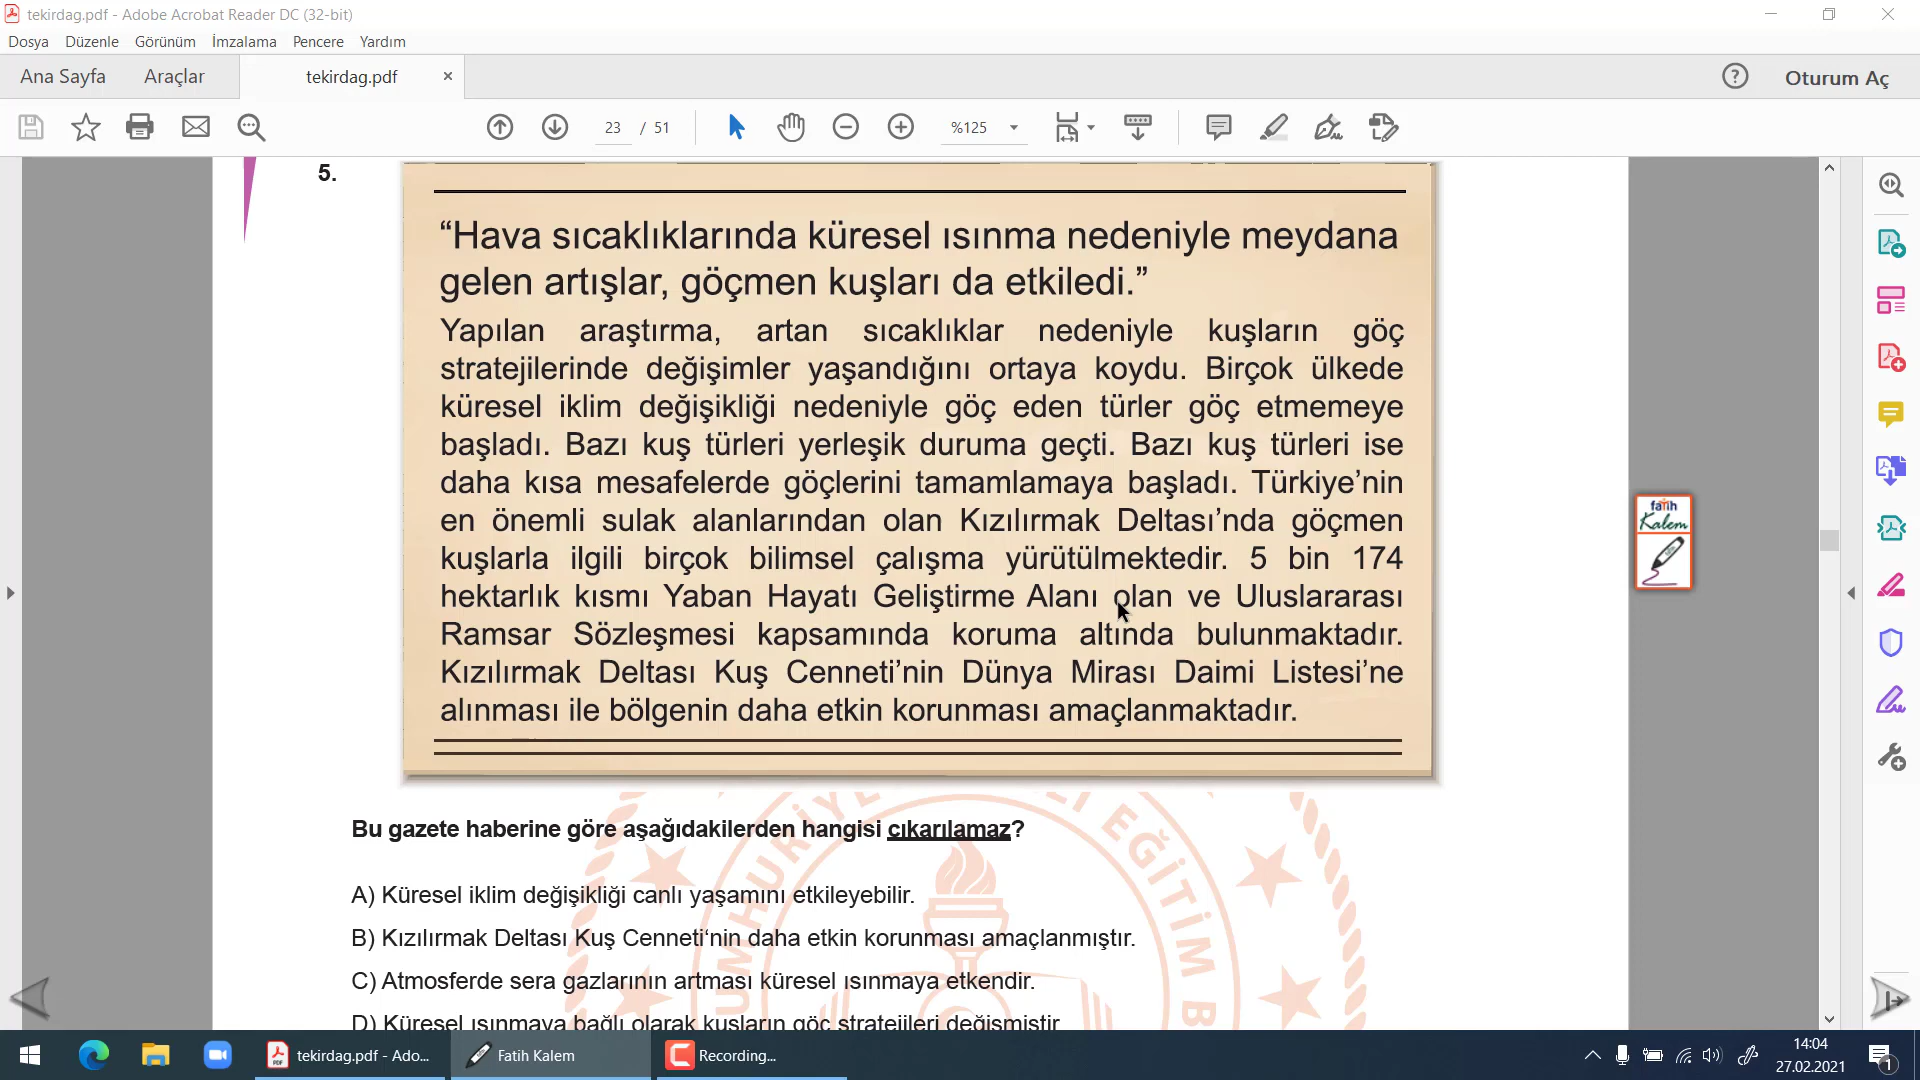 tekirdag.pdf - Adobe Acrobat Reader DC (32-bit)
Dosya Düzenle Görünüm İmzalama Pencere Yardım
Ana Sayfa Araçlar tekirdag.pdf × Oturum Aç
23 / 51 %125
5.
“Hava sıcaklıklarında küresel ısınma nedeniyle meydana
gelen artışlar, göçmen kuşları da etkiledi.”
Yapılan araştırma, artan sıcaklıklar nedeniyle kuşların göç
stratejilerinde değişimler yaşandığını ortaya koydu. Birçok ülkede
küresel iklim değişikliği nedeniyle göç eden türler göç etmemeye
başladı. Bazı kuş türleri yerleşik duruma geçti. Bazı kuş türleri ise
daha kısa mesafelerde göçlerini tamamlamaya başladı. Türkiye’nin
en önemli sulak alanlarından olan Kızılırmak Deltası’nda göçmen
kuşlarla ilgili birçok bilimsel çalışma yürütülmektedir. 5 bin 174
hektarlık kısmı Yaban Hayatı Geliştirme Alanı olan ve Uluslararası
Ramsar Sözleşmesi kapsamında koruma altında bulunmaktadır.
Kızılırmak Deltası Kuş Cenneti’nin Dünya Mirası Daimi Listesi’ne
alınması ile bölgenin daha etkin korunması amaçlanmaktadır.
fatih
Kalem
Bu gazete haberine göre aşağıdakilerden hangisi çıkarılamaz?
A) Küresel iklim değişikliği canlı yaşamını etkileyebilir.
B) Kızılırmak Deltası Kuş Cenneti‘nin daha etkin korunması amaçlanmıştır.
C) Atmosferde sera gazlarının artması küresel ısınmaya etkendir.
D) Küresel ısınmaya bağlı olarak kuşların göç stratejileri değişmiştir
tekirdag.pdf - Ado... Fatih Kalem Recording...
14:04
27.02.2021
1